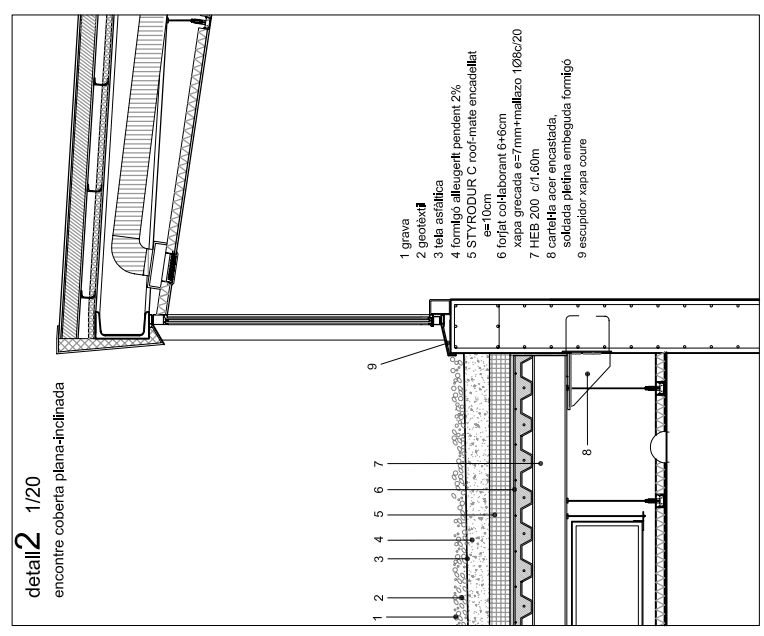 detall2 1/20
encontre coberta plana-inclinada
1 grava
2 geotèxtil
3 tela asfàltica
4 formigó alleugerit pendent 2%
5 STYRODUR C roof-mate encadellat
e=10cm
6 forjat col·laborant 6+6cm
xapa grecada e=7mm+mallazo 1Ø8c/20
7 HEB 200 c/1.60m
8 cartel·la acer encastada,
soldada pletina embeguda formigó
9 escupidor xapa coure
1
2
3
4
5
6
7
8
9